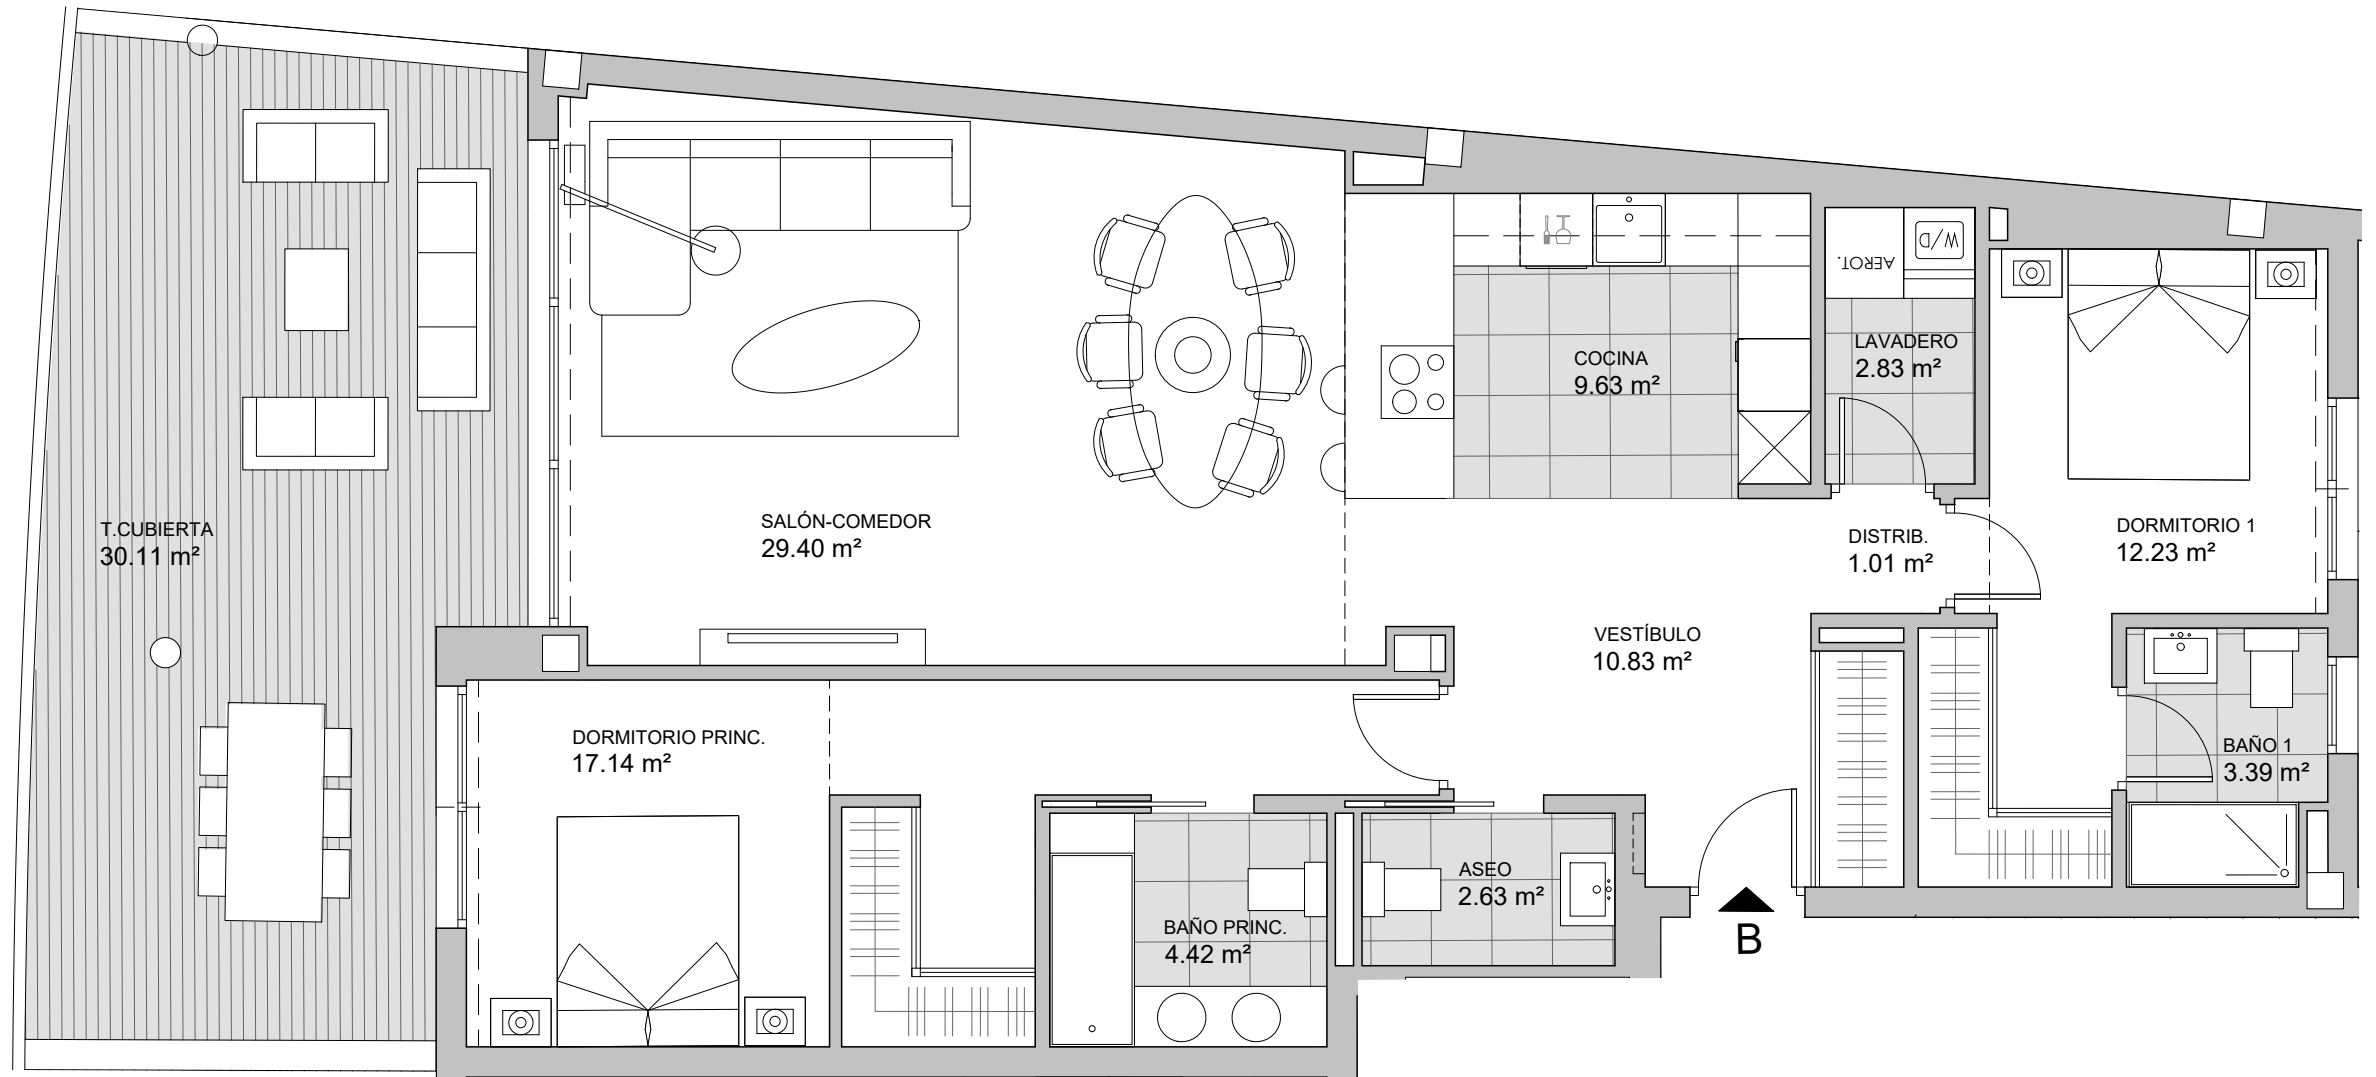 T.CUBIERTA
30.11 m²
SALÓN-COMEDOR
29.40 m²
COCINA
9.63 m²
AEROT.
W/D
LAVADERO
2.83 m²
DISTRIB.
1.01 m²
DORMITORIO 1
12.23 m²
VESTÍBULO
10.83 m²
DORMITORIO PRINC.
17.14 m²
BAÑO 1
3.39 m²
BAÑO PRINC.
4.42 m²
ASEO
2.63 m²
B